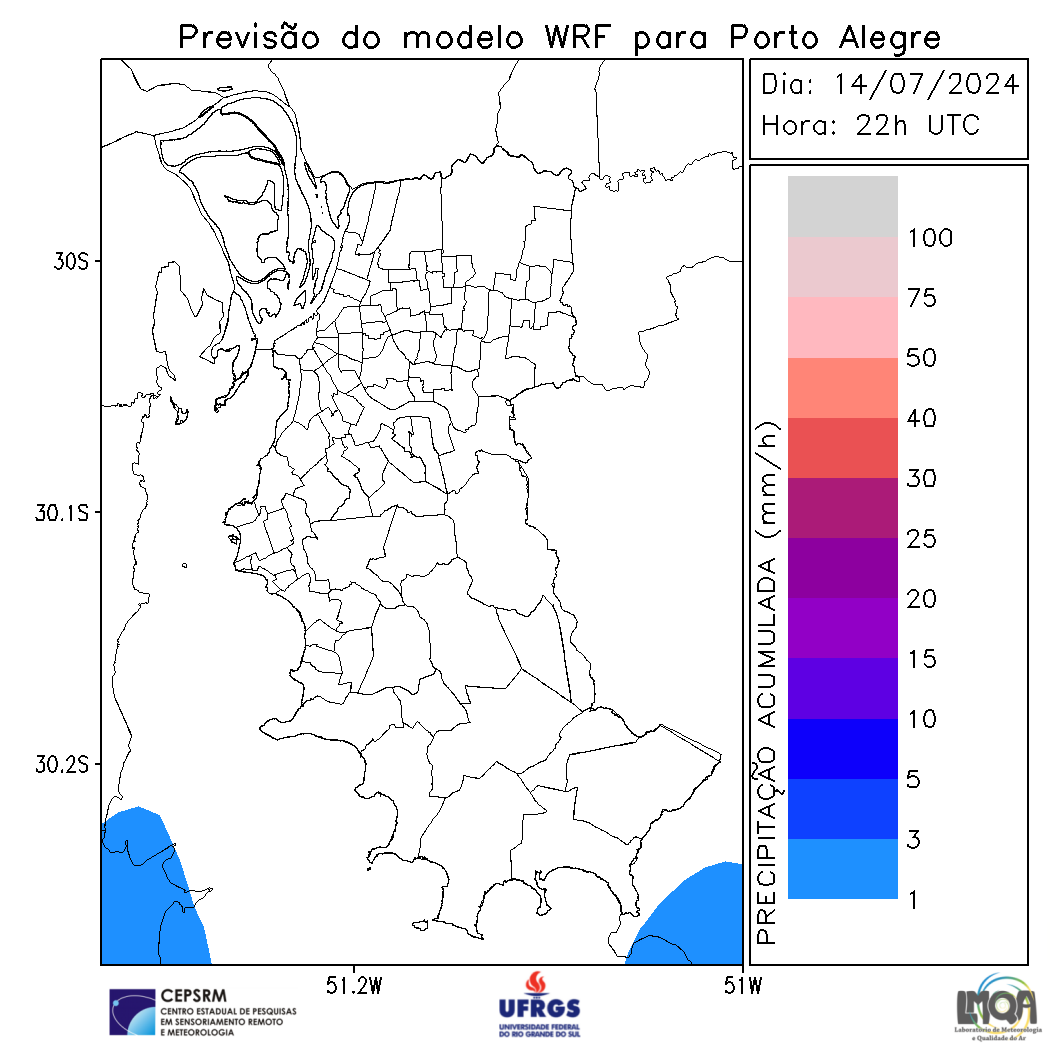 Previsão do modelo WRF para Porto Alegre
Dia: 14/07/2024
Hora: 22h UTC
30S
30.1S
30.2S
51.2W
51W
PRECIPITAÇÃO ACUMULADA (mm/h)
100
75
50
40
30
25
20
15
10
5
3
1
CEPSRM
CENTRO ESTADUAL DE PESQUISAS
EM SENSORIAMENTO REMOTO
E METEOROLOGIA
UFRGS
UNIVERSIDADE FEDERAL
DO RIO GRANDE DO SUL
LMQA
Laboratório de Meteorologia
e Qualidade do Ar